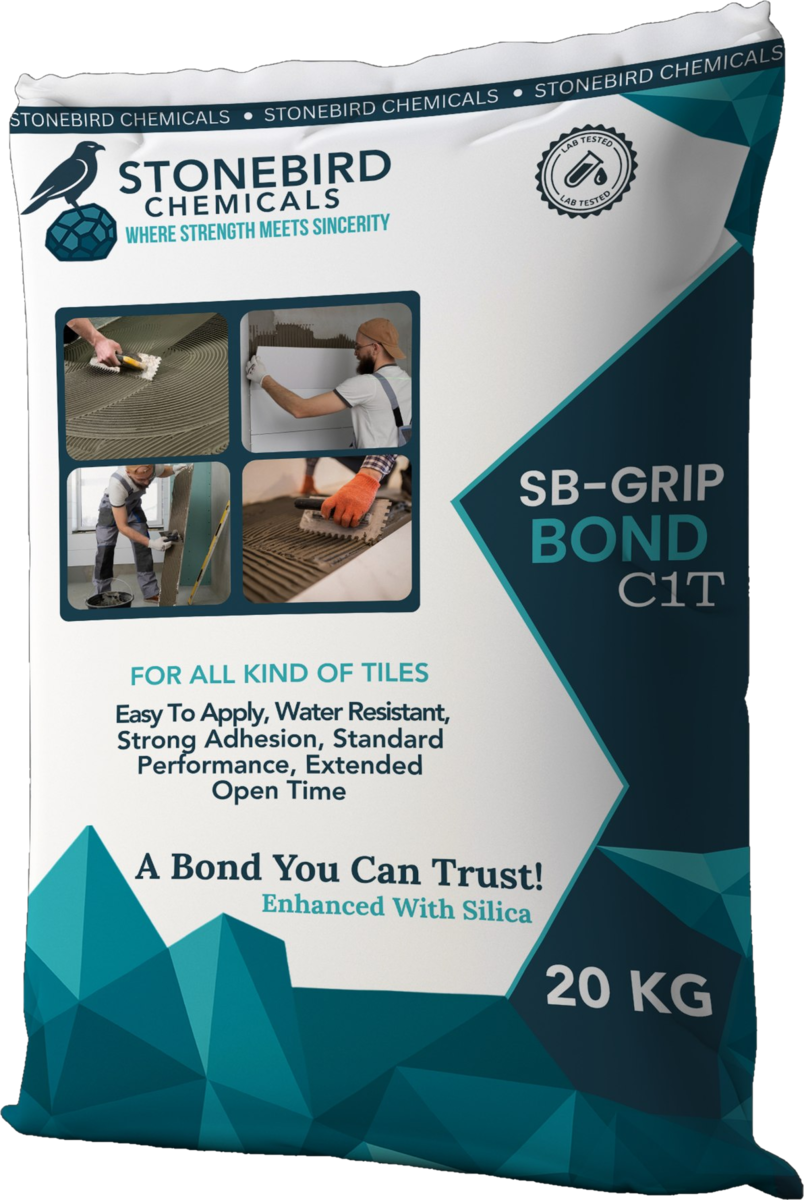 STONEBIRD CHEMICALS • STONEBIRD CHEMICALS • STONEBIRD CHEMICALS
STONEBIRD
CHEMICALS
WHERE STRENGTH MEETS SINCERITY
LAB TESTED
LAB TESTED
SB-GRIP
BOND
C1T
FOR ALL KIND OF TILES
Easy To Apply, Water Resistant,
Strong Adhesion, Standard
Performance, Extended
Open Time
A Bond You Can Trust!
Enhanced With Silica
20 KG